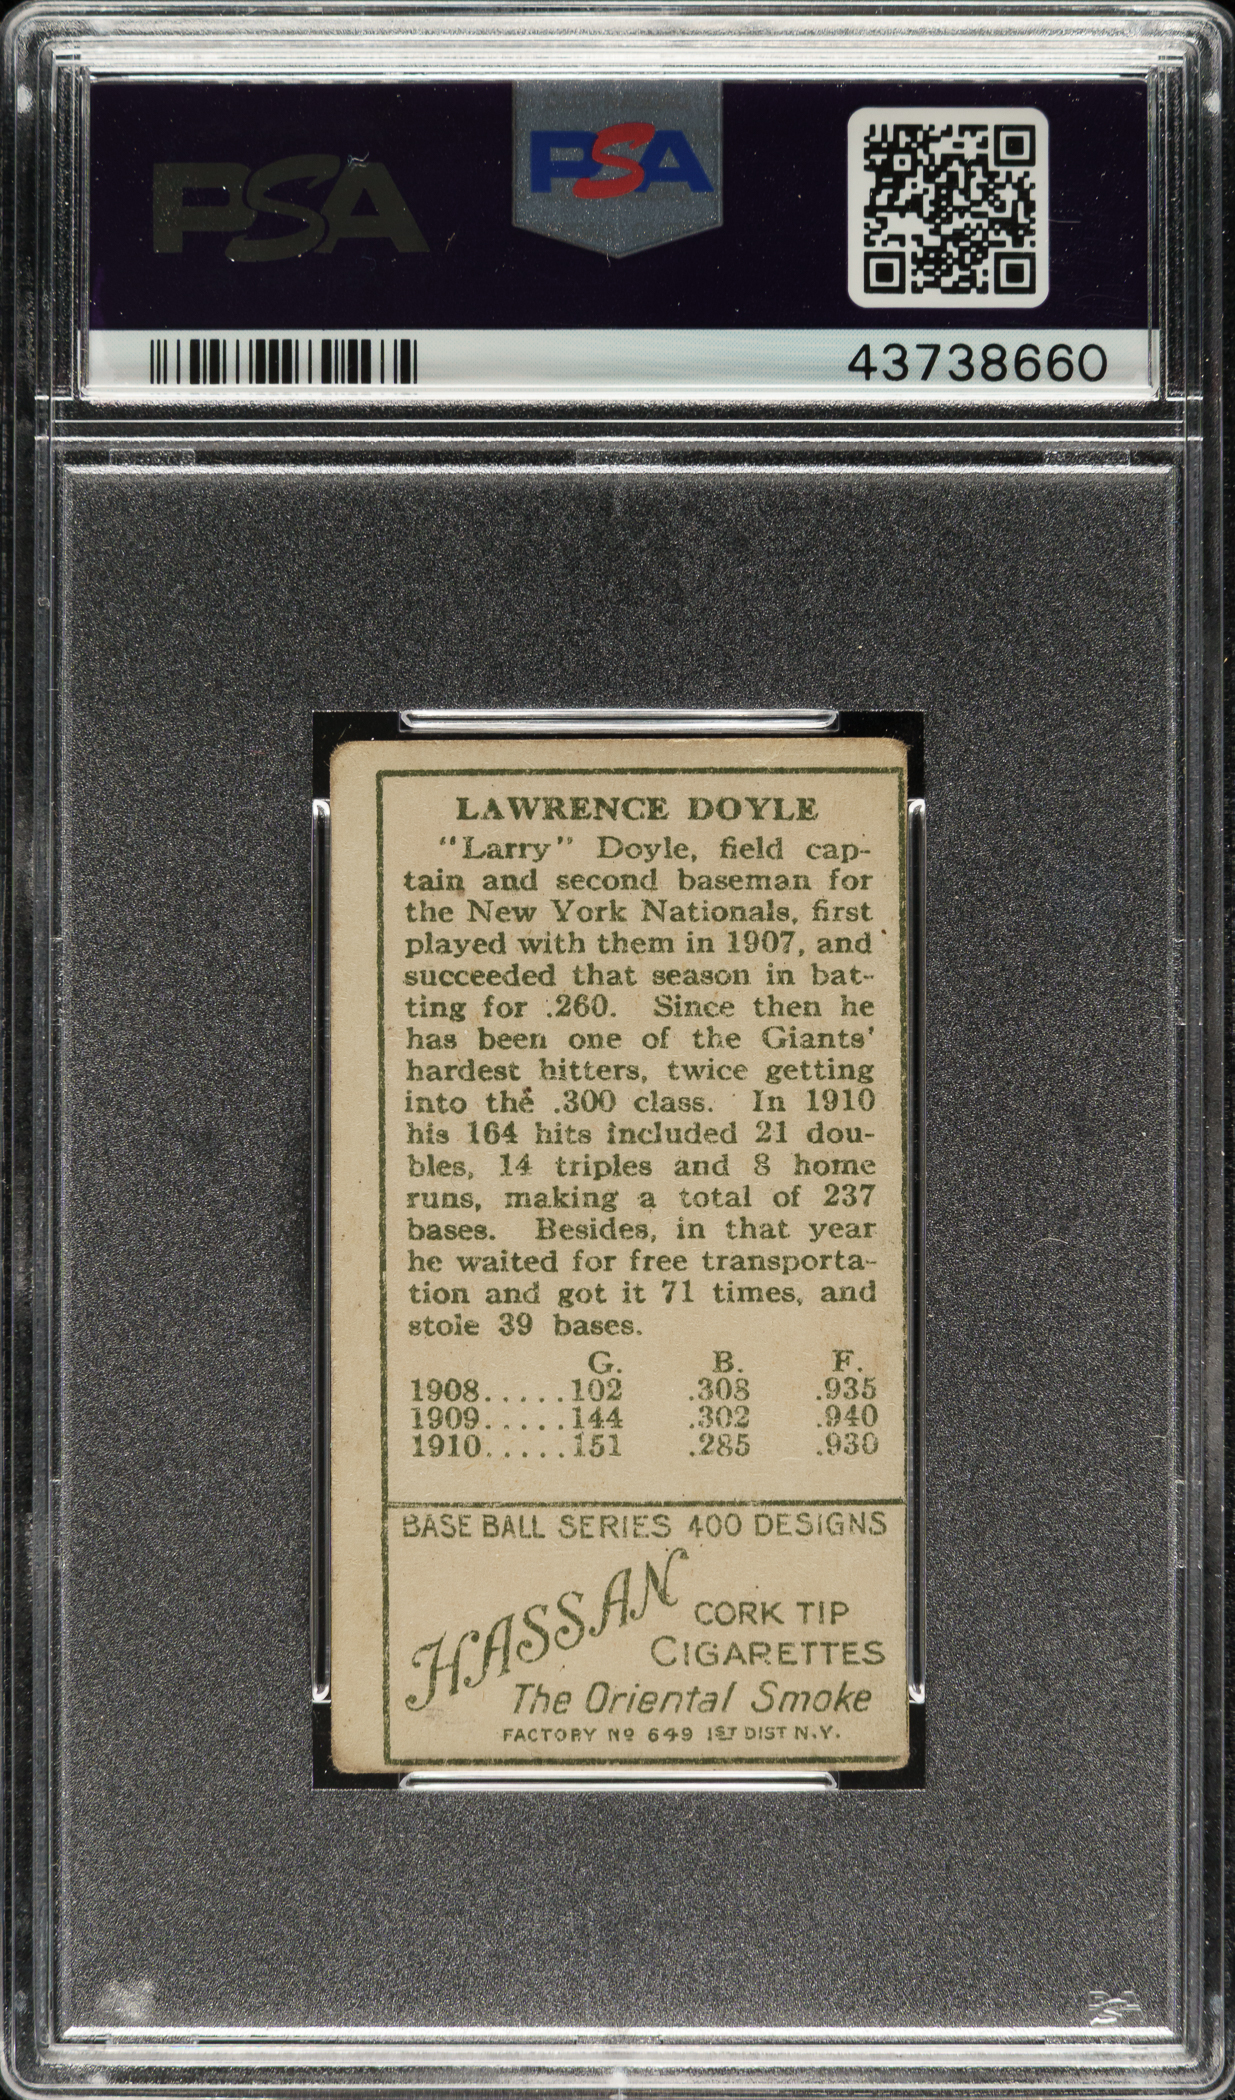 PSA
PSA
43738660
LAWRENCE DOYLE
"Larry" Doyle, field cap-
tain and second baseman for
the New York Nationals, first
played with them in 1907, and
succeeded that season in bat-
ting for .260. Since then he
has been one of the Giants'
hardest hitters, twice getting
into the .300 class. In 1910
his 164 hits included 21 dou-
bles, 14 triples and 8 home
runs, making a total of 237
bases. Besides, in that year
he waited for free transporta-
tion and got it 71 times, and
stole 39 bases.
G. B. F.
1908.....102 .308 .935
1909.....144 .302 .940
1910.....151 .285 .930
BASE BALL SERIES 400 DESIGNS
HASSAN CORK TIP
CIGARETTES
The Oriental Smoke
FACTORY No 649 1ST DIST N.Y.
PSA